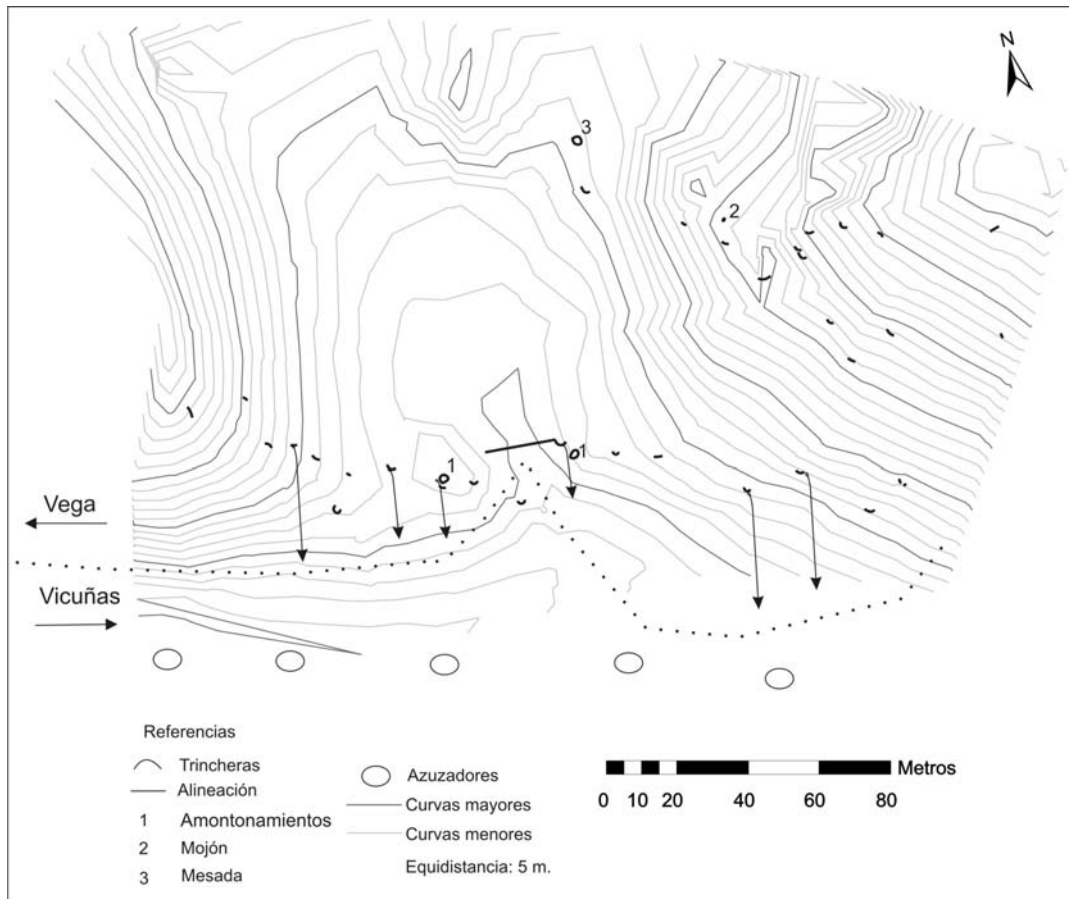 N
3
2
1
1
Vega
Vicuñas
Referencias
Trincheras
Alineación
1 Amontonamientos
2 Mojón
3 Mesada
Azuzadores
Curvas mayores
Curvas menores
Equidistancia: 5 m.
Metros
0 10 20 40 60 80